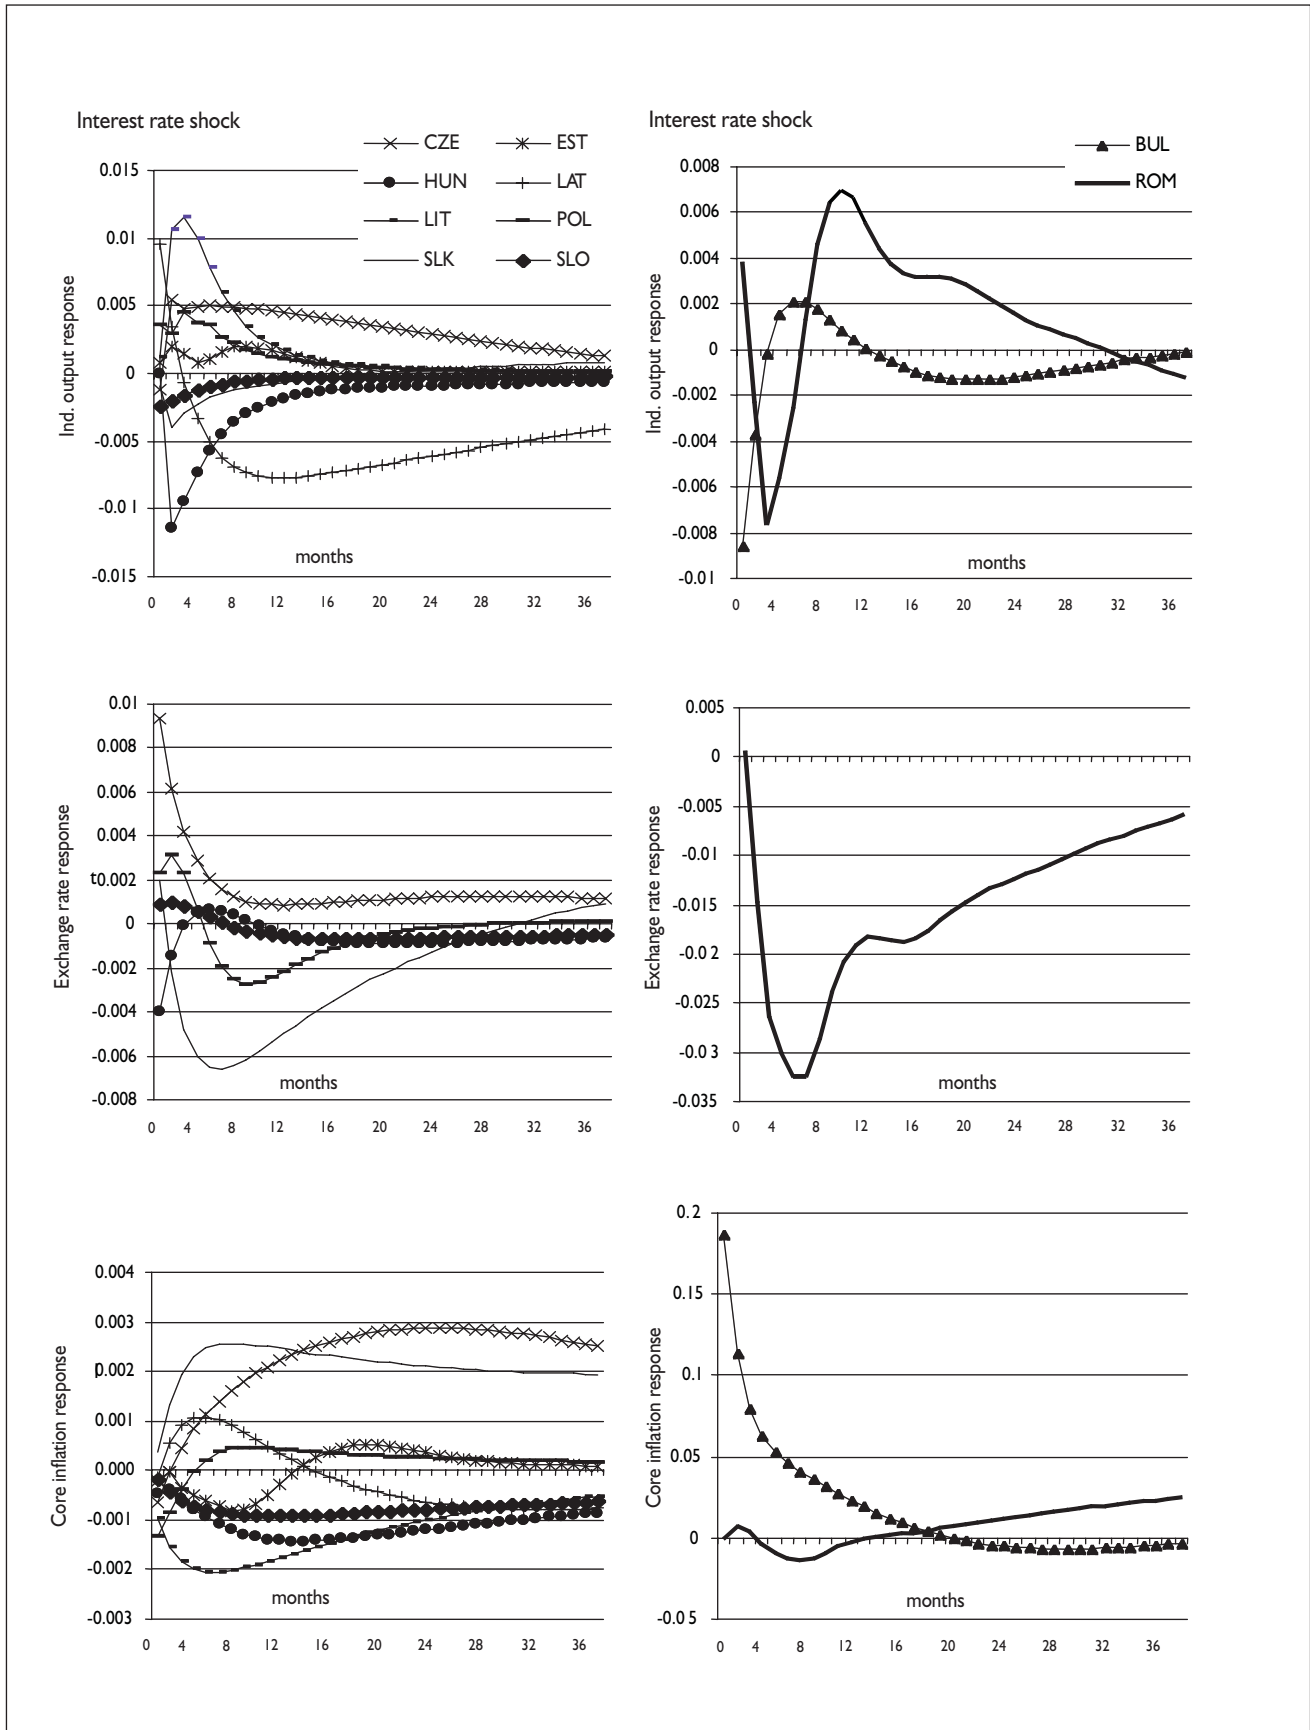 Interest rate shock
CZE EST
HUN LAT
LIT POL
SLK SLO
0.015
0.01
0.005
0
-0.005
-0.01
-0.015
Ind. output response
months
0 4 8 12 16 20 24 28 32 36
Interest rate shock
BUL
ROM
0.008
0.006
0.004
0.002
0
-0.002
-0.004
-0.006
-0.008
-0.01
Ind. output response
months
0 4 8 12 16 20 24 28 32 36
0.01
0.008
0.006
0.004
0.002
0
-0.002
-0.004
-0.006
-0.008
Exchange rate response
months
0 4 8 12 16 20 24 28 32 36
0.005
0
-0.005
-0.01
-0.015
-0.02
-0.025
-0.03
-0.035
Exchange rate response
months
0 4 8 12 16 20 24 28 32 36
0.004
0.003
0.002
0.001
0.000
-0.001
-0.002
-0.003
Core inflation response
months
0 4 8 12 16 20 24 28 32 36
0.2
0.15
0.1
0.05
0
-0.05
Core inflation response
months
0 4 8 12 16 20 24 28 32 36